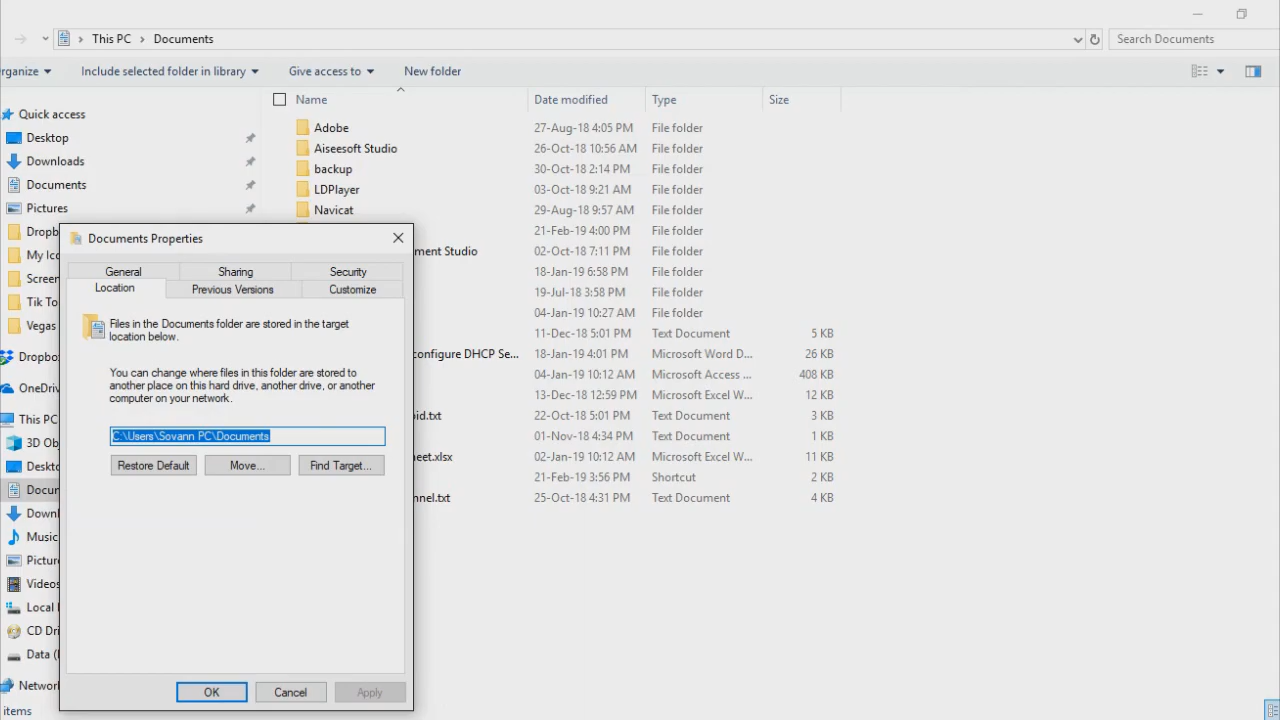 This PC > Documents
Search Documents
rganize
Include selected folder in library
Give access to
New folder
Name
Date modified
Type
Size
Quick access
Desktop
Downloads
Documents
Pictures
Dropb
My Ico
Screen
Tik To
Vegas
Dropbo
OneDriv
This PC
3D Obj
Deskto
Docum
Downl
Music
Picture
Videos
Local
CD Dri
Data (
Network
items
Adobe 27-Aug-18 4:05 PM File folder
Aiseesoft Studio 26-Oct-18 10:56 AM File folder
backup 30-Oct-18 2:14 PM File folder
LDPlayer 03-Oct-18 9:21 AM File folder
Navicat 29-Aug-18 9:57 AM File folder
21-Feb-19 4:00 PM File folder
ment Studio 02-Oct-18 7:11 PM File folder
18-Jan-19 6:58 PM File folder
19-Jul-18 3:58 PM File folder
04-Jan-19 10:27 AM File folder
11-Dec-18 5:01 PM Text Document 5 KB
configure DHCP Se... 18-Jan-19 4:01 PM Microsoft Word D... 26 KB
04-Jan-19 10:12 AM Microsoft Access ... 408 KB
13-Dec-18 12:59 PM Microsoft Excel W... 12 KB
oid.txt 22-Oct-18 5:01 PM Text Document 3 KB
01-Nov-18 4:34 PM Text Document 1 KB
eet.xlsx 02-Jan-19 10:12 AM Microsoft Excel W... 11 KB
21-Feb-19 3:56 PM Shortcut 2 KB
nnel.txt 25-Oct-18 4:31 PM Text Document 4 KB
Documents Properties
General
Sharing
Security
Location
Previous Versions
Customize
Files in the Documents folder are stored in the target
location below.
You can change where files in this folder are stored to
another place on this hard drive, another drive, or another
computer on your network.
C:\Users\Sovann PC\Documents
Restore Default
Move...
Find Target...
OK
Cancel
Apply